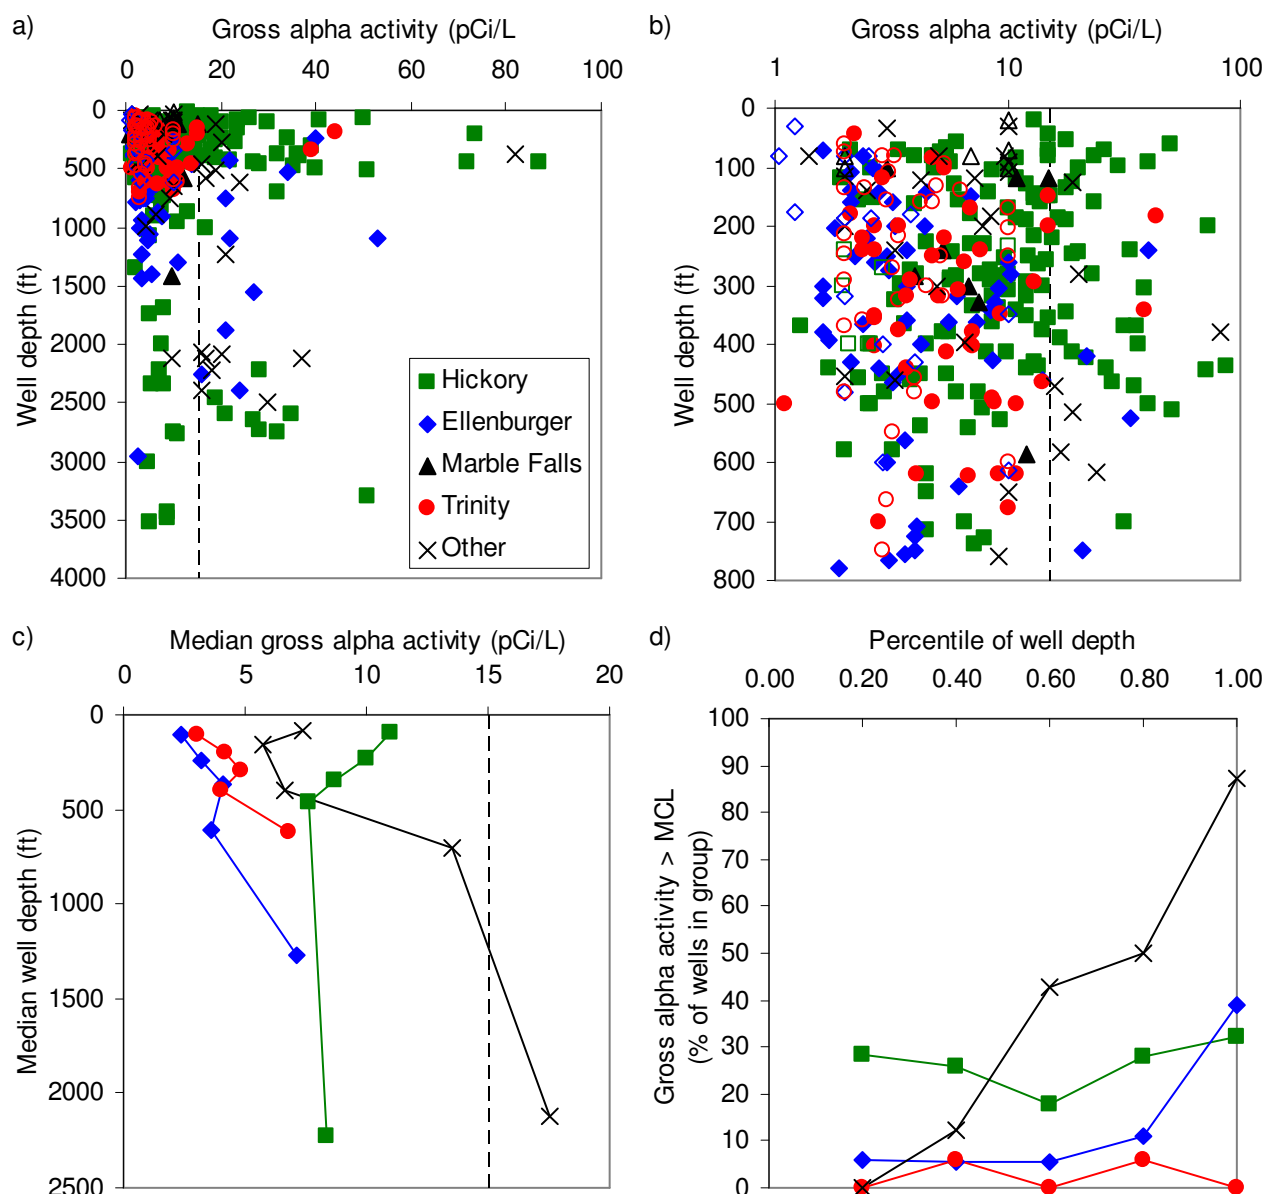 a)
Gross alpha activity (pCi/L
0 20 40 60 80 100
Well depth (ft)
0
500
1000
1500
2000
2500
3000
3500
4000
Hickory
Ellenburger
Marble Falls
Trinity
Other
b)
Gross alpha activity (pCi/L)
1 10 100
Well depth (ft)
0
100
200
300
400
500
600
700
800
c)
Median gross alpha activity (pCi/L)
0 5 10 15 20
Median well depth (ft)
0
500
1000
1500
2000
2500
d)
Percentile of well depth
0.00 0.20 0.40 0.60 0.80 1.00
Gross alpha activity > MCL
(% of wells in group)
100
90
80
70
60
50
40
30
20
10
0